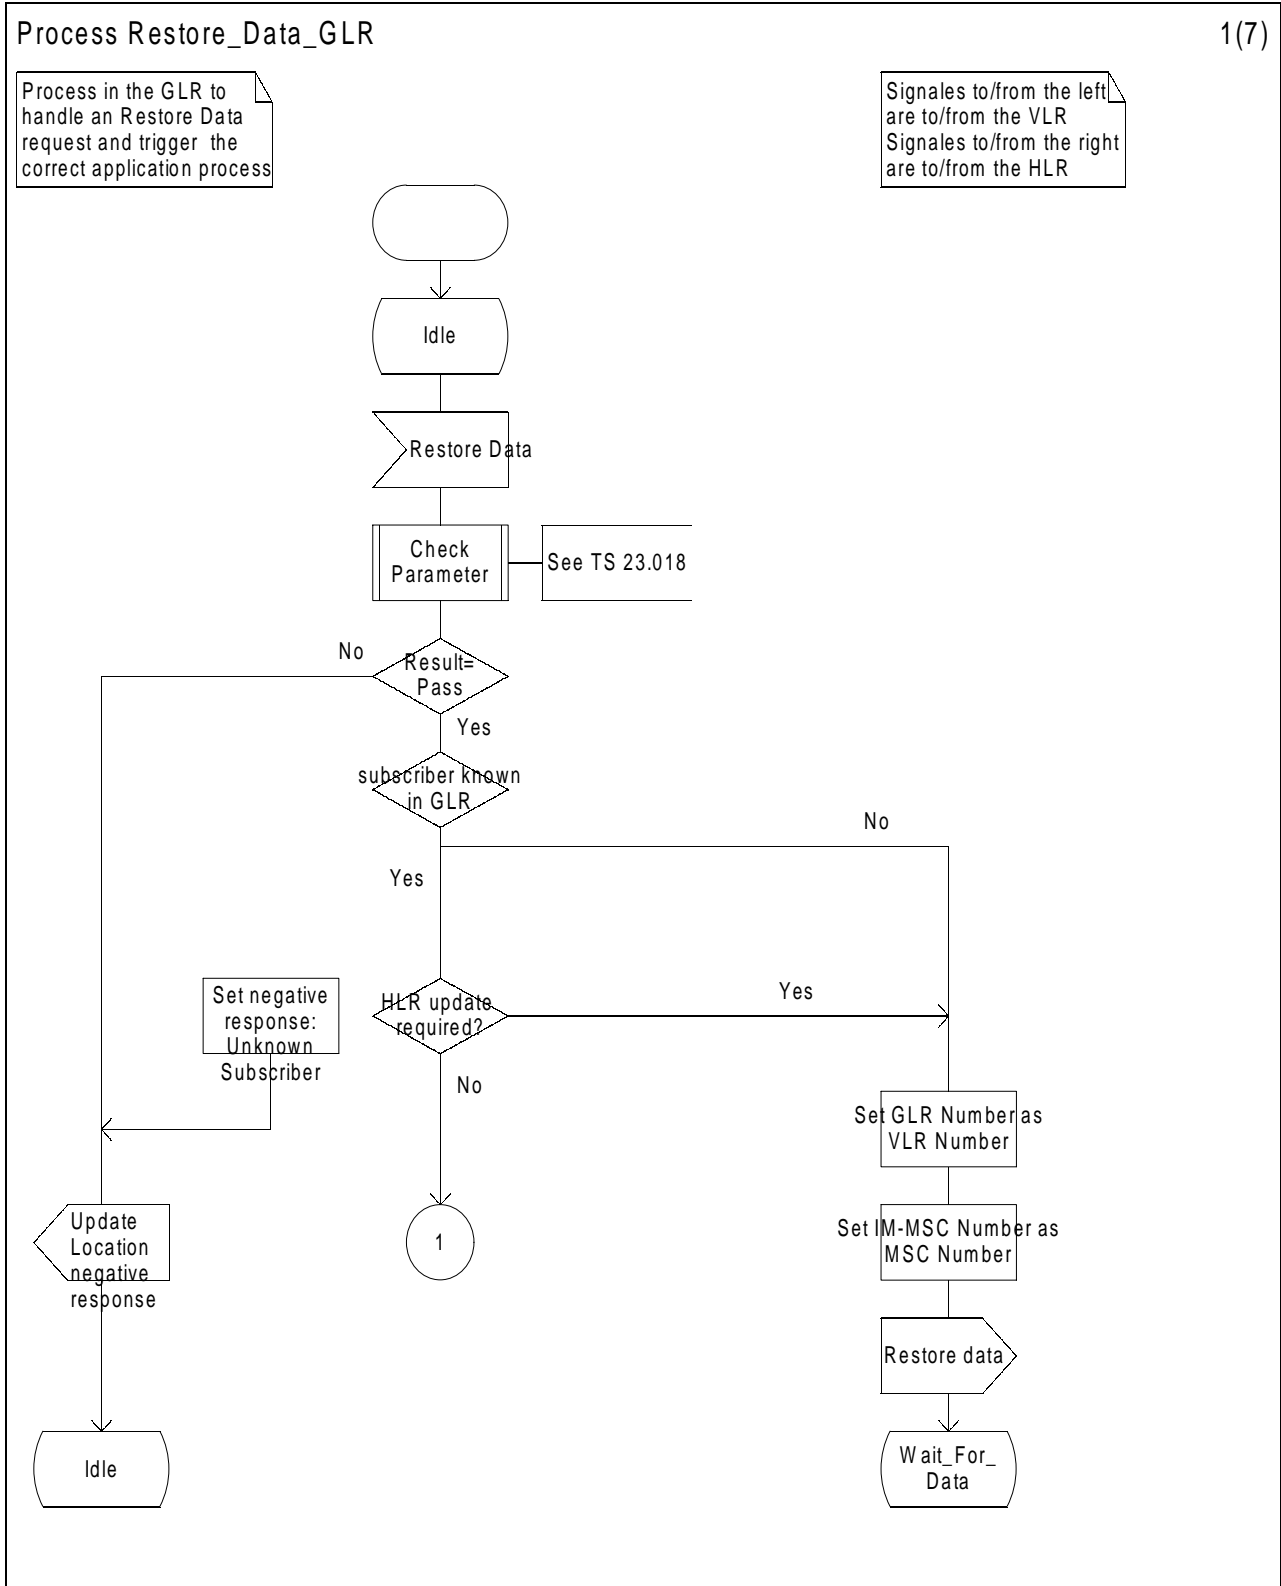 Process Restore_Data_GLR
1(7)
Process in the GLR to
handle an Restore Data
request and trigger the
correct application process
Signales to/from the left
are to/from the VLR
Signales to/from the right
are to/from the HLR
Idle
Restore Data
Check
Parameter
See TS 23.018
No
Result=
Pass
Yes
subscriber known
in GLR
No
Yes
Set negative
response:
Unknown
Subscriber
HLR update
required?
Yes
No
Set GLR Number as
VLR Number
Update
Location
negative
response
1
Set IM-MSC Number as
MSC Number
Restore data
Idle
Wait_For_
Data